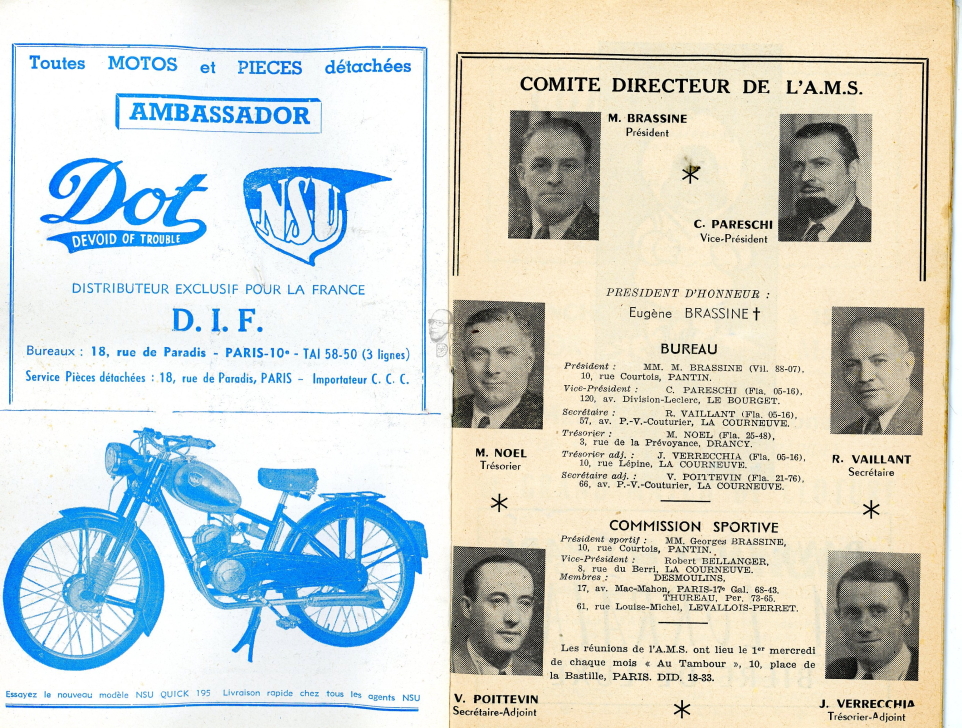 Toutes MOTOS et PIECES détachées
AMBASSADOR
Dot
DEVOID OF TROUBLE
NSU
DISTRIBUTEUR EXCLUSIF POUR LA FRANCE
D. I. F.
Bureaux : 18, rue de Paradis - PARIS-10e - TAI 58-50 (3 lignes)
Service Pièces détachées : 18, rue de Paradis, PARIS - Importateur C. C. C.
Essayez le nouveau modèle NSU QUICK 195 Livraison rapide chez tous les agents NSU
COMITE DIRECTEUR DE L'A.M.S.
M. BRASSINE
Président
C. PARESCHI
Vice-Président
PRESIDENT D'HONNEUR :
Eugène BRASSINE †
BUREAU
Président : MM. M. BRASSINE (Vil. 88-07),
10, rue Courtois, PANTIN.
Vice-Président : C. PARESCHI (Fla. 05-16),
120, av. Division-Leclerc, LE BOURGET.
Secrétaire : R. VAILLANT (Fla. 05-16),
57, av. P.-V.-Couturier, LA COURNEUVE.
Trésorier : M. NOEL (Fla. 25-48),
3, rue de la Prévoyance, DRANCY.
Trésorier adj. : J. VERRECCHIA (Fla. 05-16),
10, rue Lépine, LA COURNEUVE.
Secrétaire adj. : V. POITTEVIN (Fla. 21-76),
66, av. P.-V.-Couturier, LA COURNEUVE.
M. NOEL
Trésorier
R. VAILLANT
Secrétaire
COMMISSION SPORTIVE
Président sportif : MM. Georges BRASSINE,
10, rue Courtois, PANTIN.
Vice-Président : Robert BELLANGER,
8, rue du Berri, LA COURNEUVE.
Membres : DESMOULINS,
17, av. Mac-Mahon, PARIS-17e Gal. 68-43.
THUREAU, Per. 73-65.
61, rue Louise-Michel, LEVALLOIS-PERRET.
Les réunions de l'A.M.S. ont lieu le 1er mercredi
de chaque mois « Au Tambour », 10, place de
la Bastille, PARIS. DID. 18-33.
V. POITTEVIN
Secrétaire-Adjoint
J. VERRECCHIA
Trésorier-Adjoint